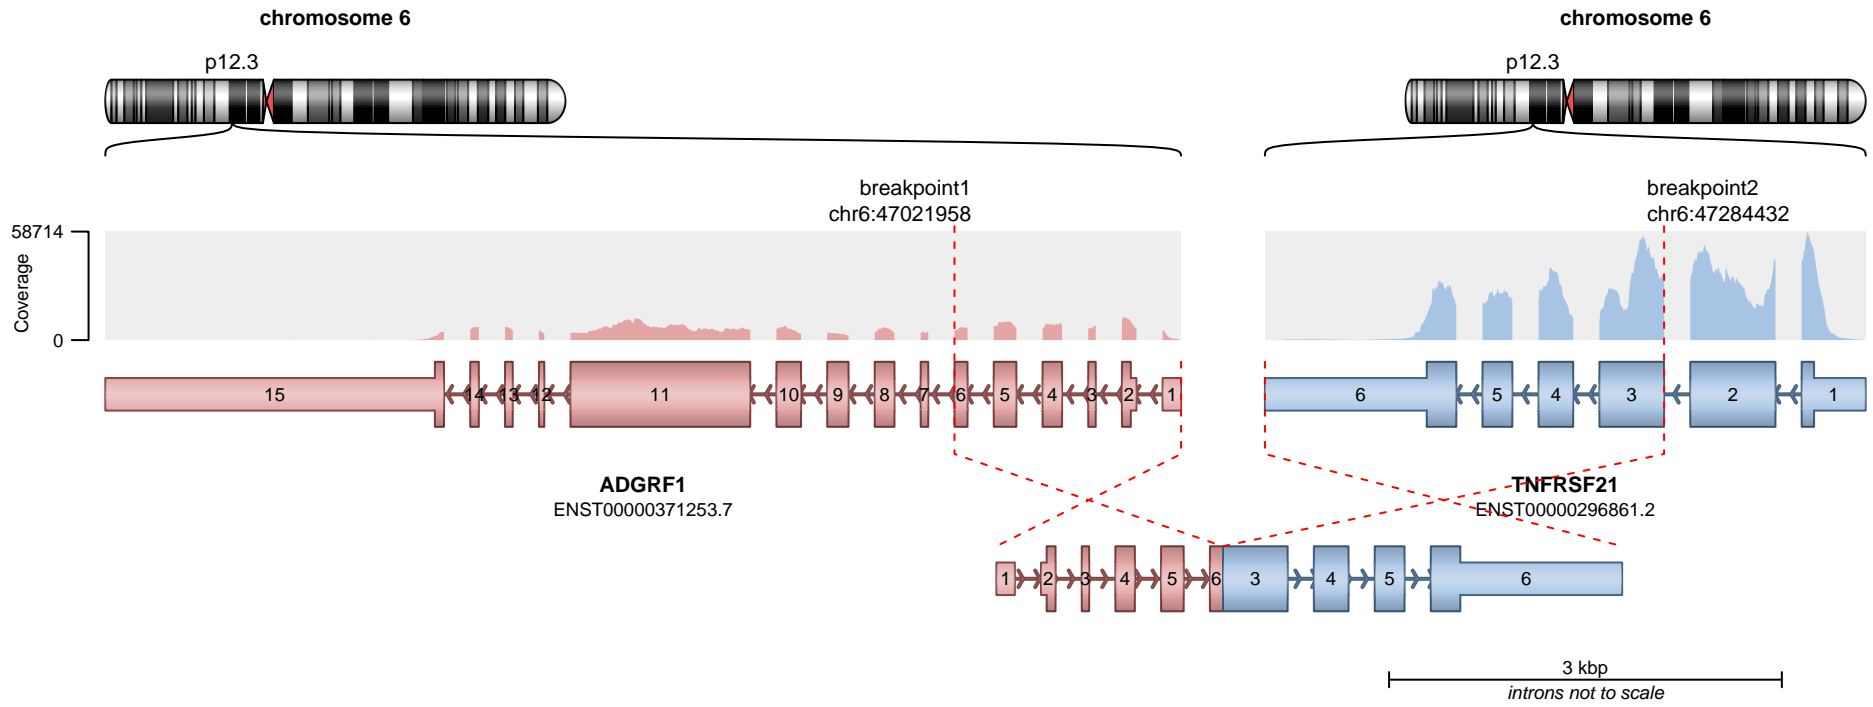 chromosome 6
chromosome 6
p12.3
p12.3
breakpoint1
chr6:47021958
breakpoint2
chr6:47284432
58714
Coverage
0
15 14 13 12 11 10 9 8 7 6 5 4 3 2 1
6 5 4 3 2 1
ADGRF1
ENST00000371253.7
TNFRSF21
ENST00000296861.2
1 2 3 4 5 6 3 4 5 6
3 kbp
introns not to scale